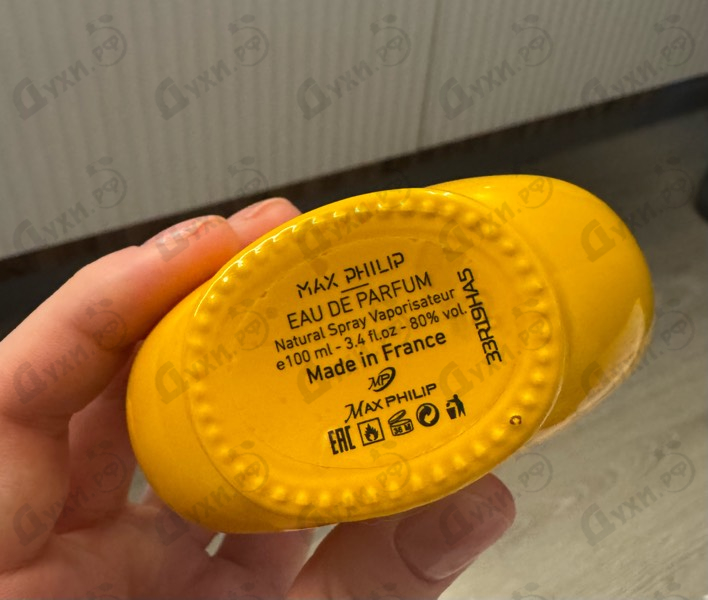 MAX PHILIP
EAU DE PARFUM
Natural Spray Vaporisateur
e100 ml - 3.4 fl.oz - 80% vol.
Made in France
MP
MAX PHILIP
EAC
36 M
33R19HAS
C
Духи.РФ